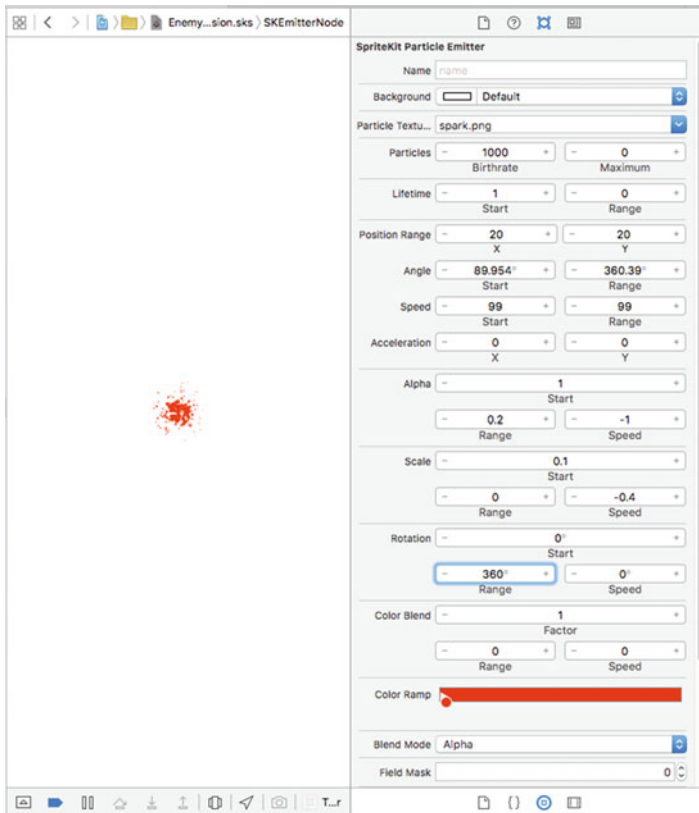 Enemy...sion.sks SKEmitterNode
SpriteKit Particle Emitter
Name name
Background Default
Particle Textu... spark.png
Particles - 1000 + - 0 +
Birthrate Maximum
Lifetime - 1 + - 0 +
Start Range
Position Range - 20 + - 20 +
X Y
Angle - 89.954° + - 360.39° +
Start Range
Speed - 99 + - 99 +
Start Range
Acceleration - 0 + - 0 +
X Y
Alpha - 1 +
Start
- 0.2 + - -1 +
Range Speed
Scale - 0.1 +
Start
- 0 + - -0.4 +
Range Speed
Rotation - 0° +
Start
- 360° + - 0° +
Range Speed
Color Blend - 1 +
Factor
- 0 + - 0 +
Range Speed
Color Ramp
Blend Mode Alpha
Field Mask 0
T...r